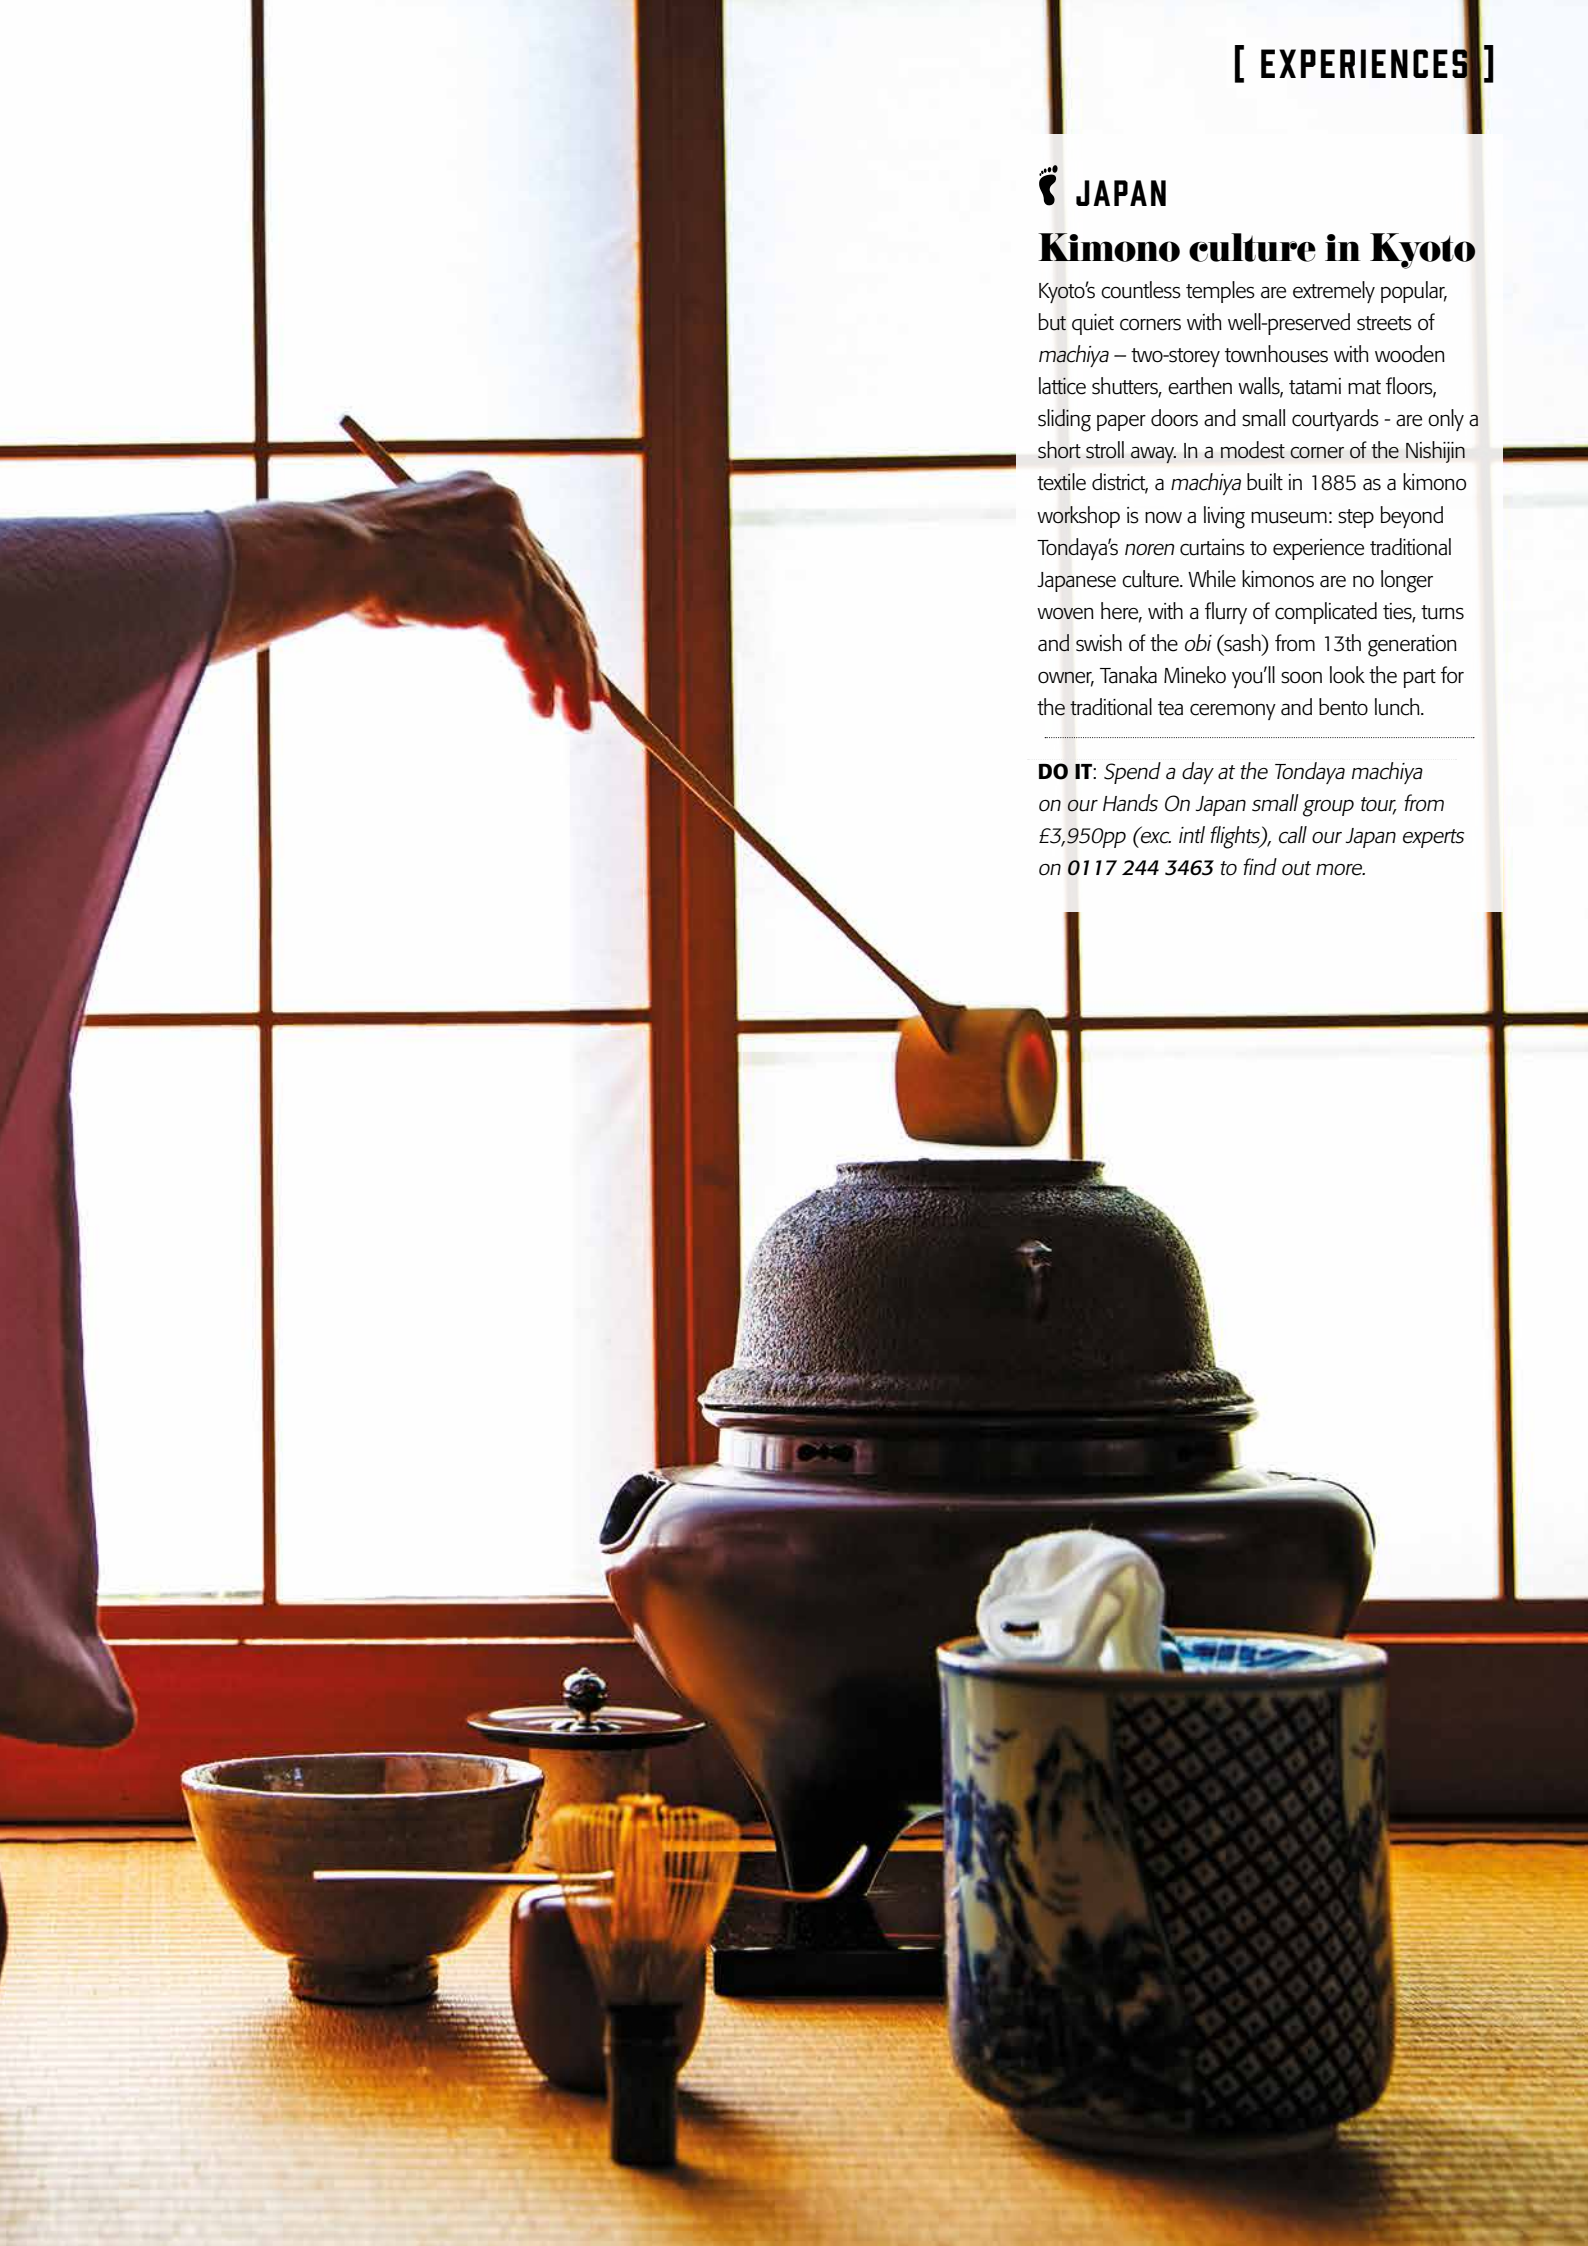 [ EXPERIENCES ]
JAPAN
Kimono culture in Kyoto
Kyoto’s countless temples are extremely popular,
but quiet corners with well-preserved streets of
machiya – two-storey townhouses with wooden
lattice shutters, earthen walls, tatami mat floors,
sliding paper doors and small courtyards - are only a
short stroll away. In a modest corner of the Nishijin
textile district, a machiya built in 1885 as a kimono
workshop is now a living museum: step beyond
Tondaya’s noren curtains to experience traditional
Japanese culture. While kimonos are no longer
woven here, with a flurry of complicated ties, turns
and swish of the obi (sash) from 13th generation
owner, Tanaka Mineko you’ll soon look the part for
the traditional tea ceremony and bento lunch.
DO IT: Spend a day at the Tondaya machiya
on our Hands On Japan small group tour, from
£3,950pp (exc. intl flights), call our Japan experts
on 0117 244 3463 to find out more.